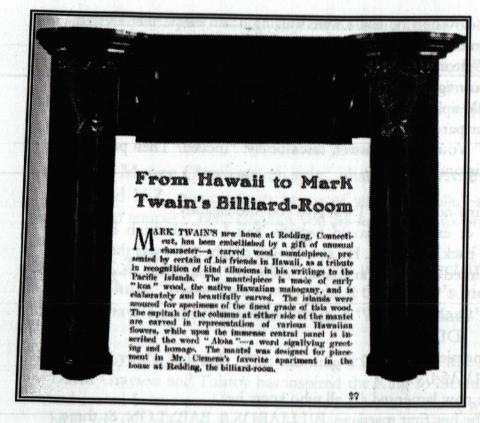 From Hawaii to Mark
Twain's Billiard-Room
MARK TWAIN'S new home at Redding, Connecti-
cut, has been embellished by a gift of unusual
character—a carved wood mantelpiece, pre-
sented by certain of his friends in Hawaii, as a tribute
in recognition of kind allusions in his writings to the
Pacific islands. The mantelpiece is made of curly
"koa" wood, the native Hawaiian mahogany, and is
elaborately and beautifully carved. The islands were
scoured for specimens of the finest grade of this wood.
The capitals of the columns at either side of the mantel
are carved in representation of various Hawaiian
flowers, while upon the immense central panel is in-
scribed the word "Aloha"—a word signifying greet-
ing and homage. The mantel was designed for place-
ment in Mr. Clemens's favorite apartment in the
house at Redding, the billiard-room.